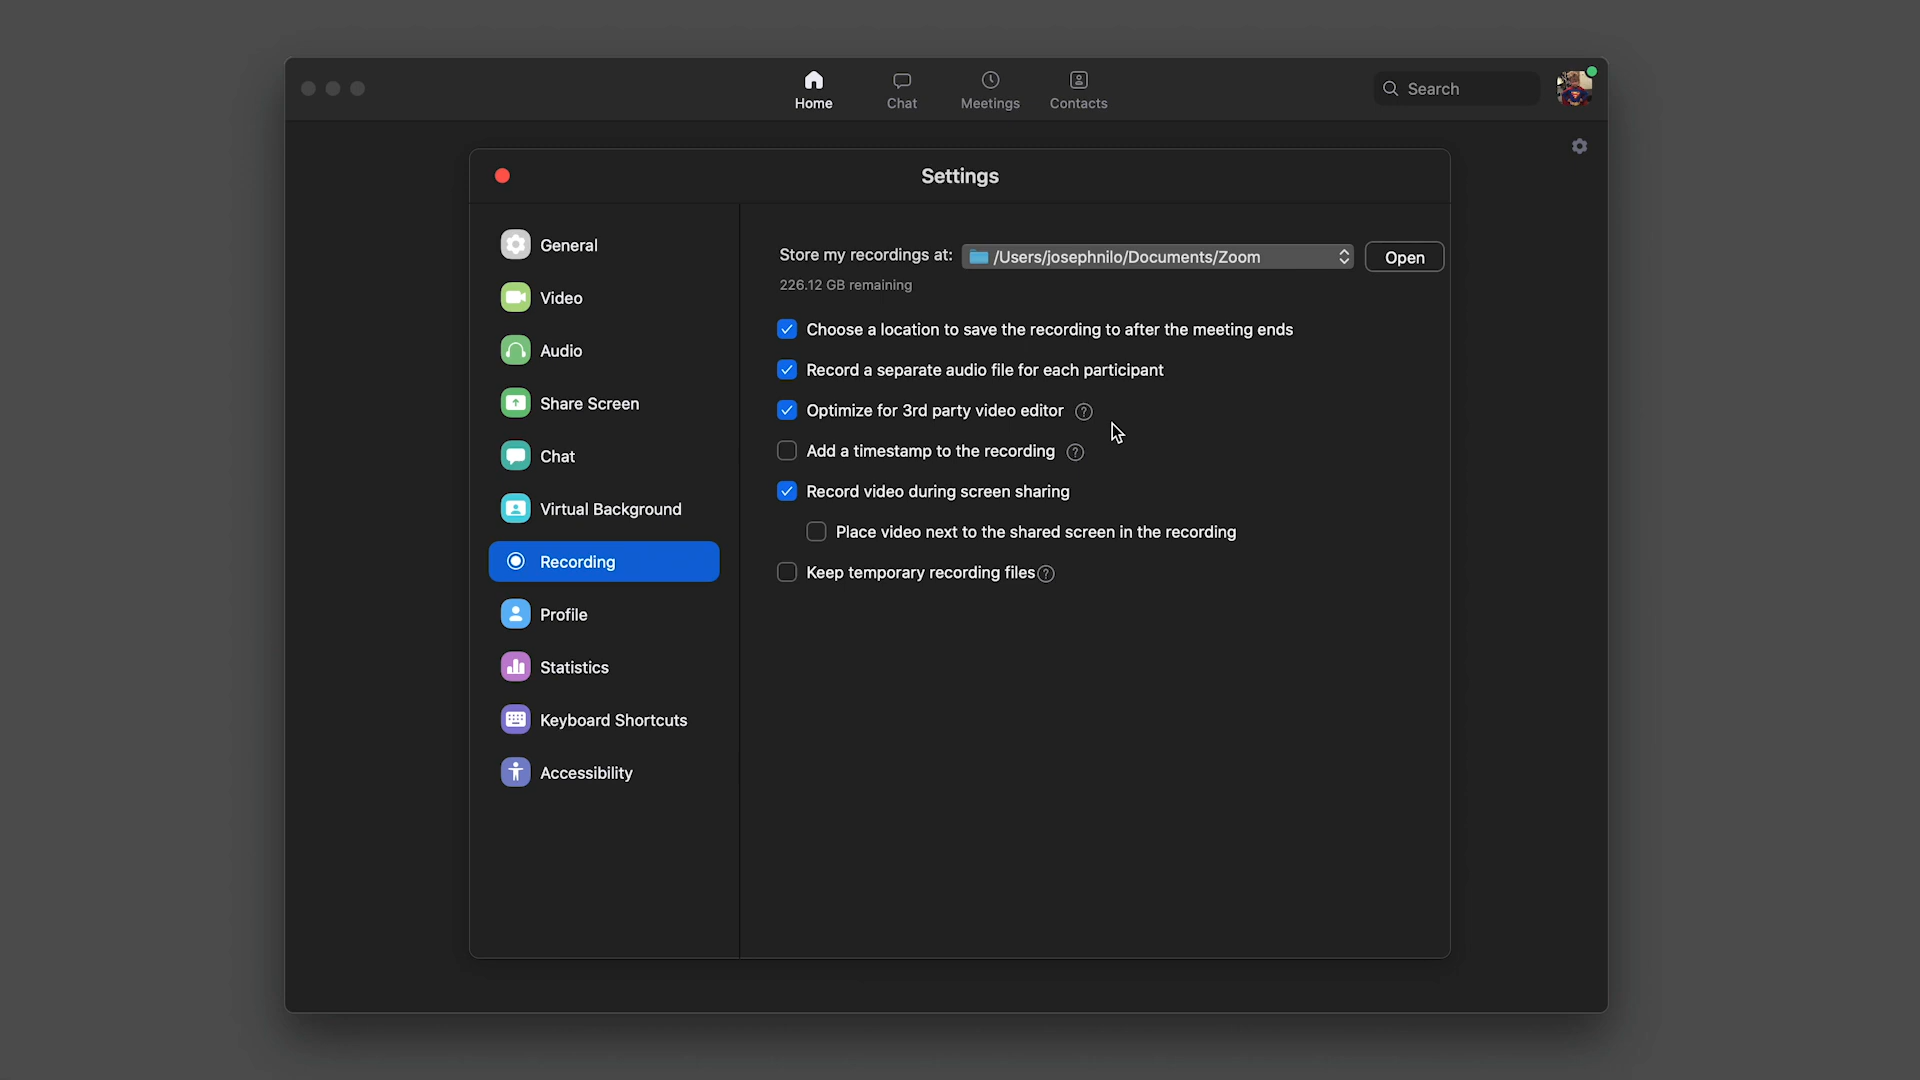 Home
Chat
Meetings
Contacts
Search
Settings
General
Video
Audio
Share Screen
Chat
Virtual Background
Recording
Profile
Statistics
Keyboard Shortcuts
Accessibility
Store my recordings at: /Users/josephnilo/Documents/Zoom Open
226.12 GB remaining
Choose a location to save the recording to after the meeting ends
Record a separate audio file for each participant
Optimize for 3rd party video editor ?
Add a timestamp to the recording ?
Record video during screen sharing
Place video next to the shared screen in the recording
Keep temporary recording files ?